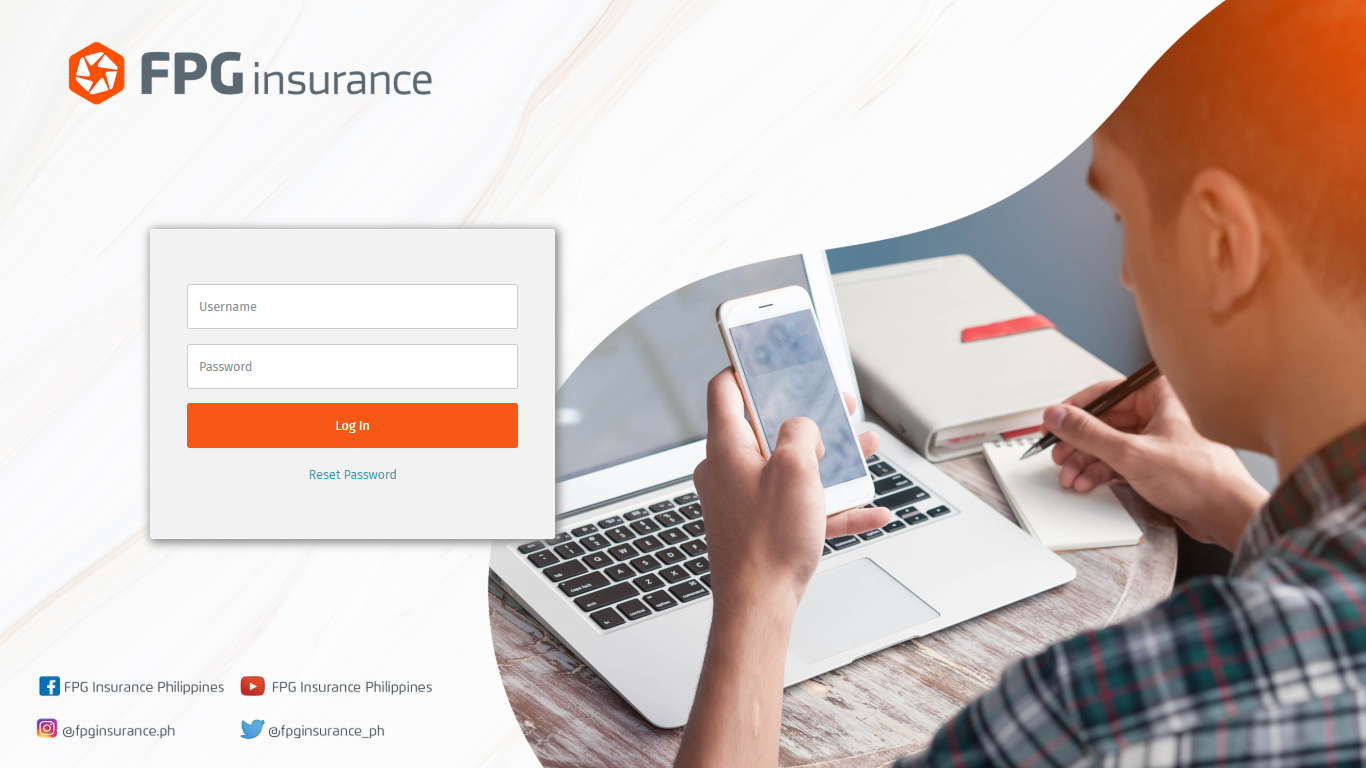 FPG insurance
Username
Password
Log In
Reset Password
FPG Insurance Philippines
FPG Insurance Philippines
@fpginsurance.ph
@fpginsurance_ph